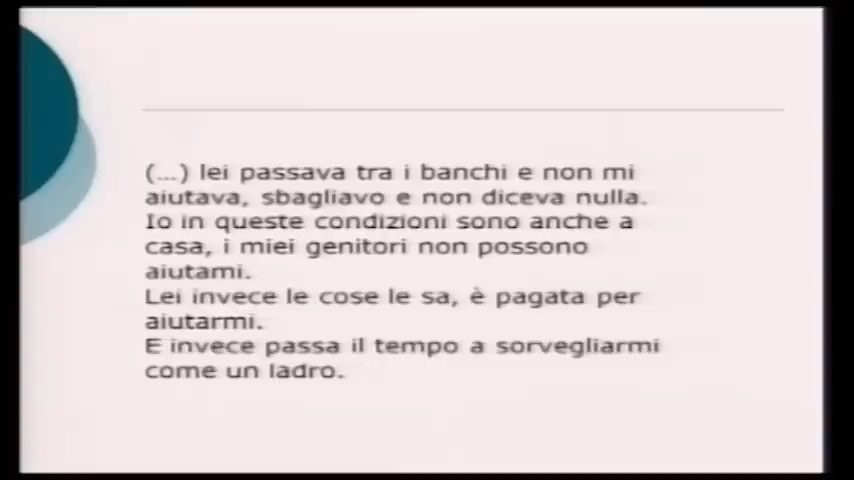 (...) lei passava tra i banchi e non mi
aiutava, sbagliavo e non diceva nulla.
Io in queste condizioni sono anche a
casa, i miei genitori non possono
aiutami.
Lei invece le cose le sa, è pagata per
aiutarmi.
E invece passa il tempo a sorvegliarmi
come un ladro.